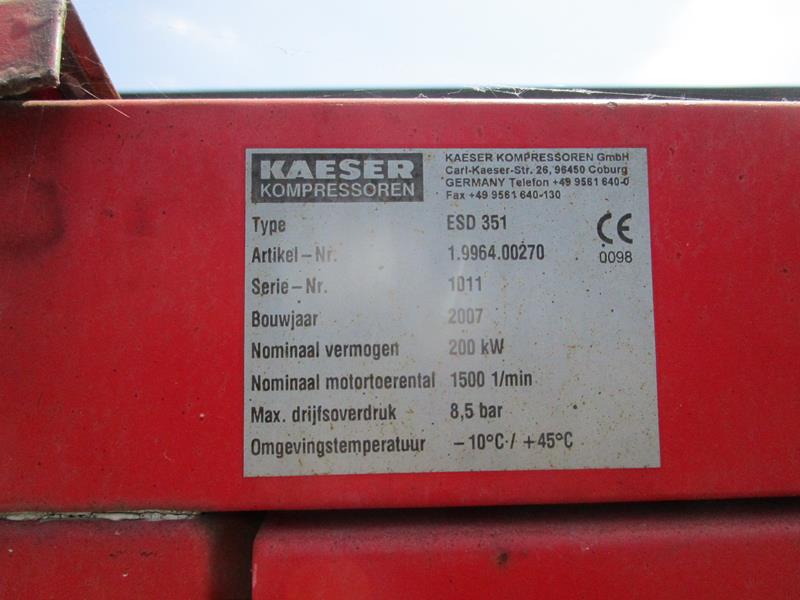 KAESER
KOMPRESSOREN
KAESER KOMPRESSOREN GmbH
Carl-Kaeser-Str. 26, 96450 Coburg
GERMANY Telefon +49 9561 640-0
Fax +49 9561 640-130
Type ESD 351
Artikel-Nr. 1.9964.00270
Serie-Nr. 1011
Bouwjaar 2007
Nominaal vermogen 200 kW
Nominaal motortoerental 1500 1/min
Max. drijfsoverdruk 8,5 bar
Omgevingstemperatuur -10°C / +45°C
CE
0098